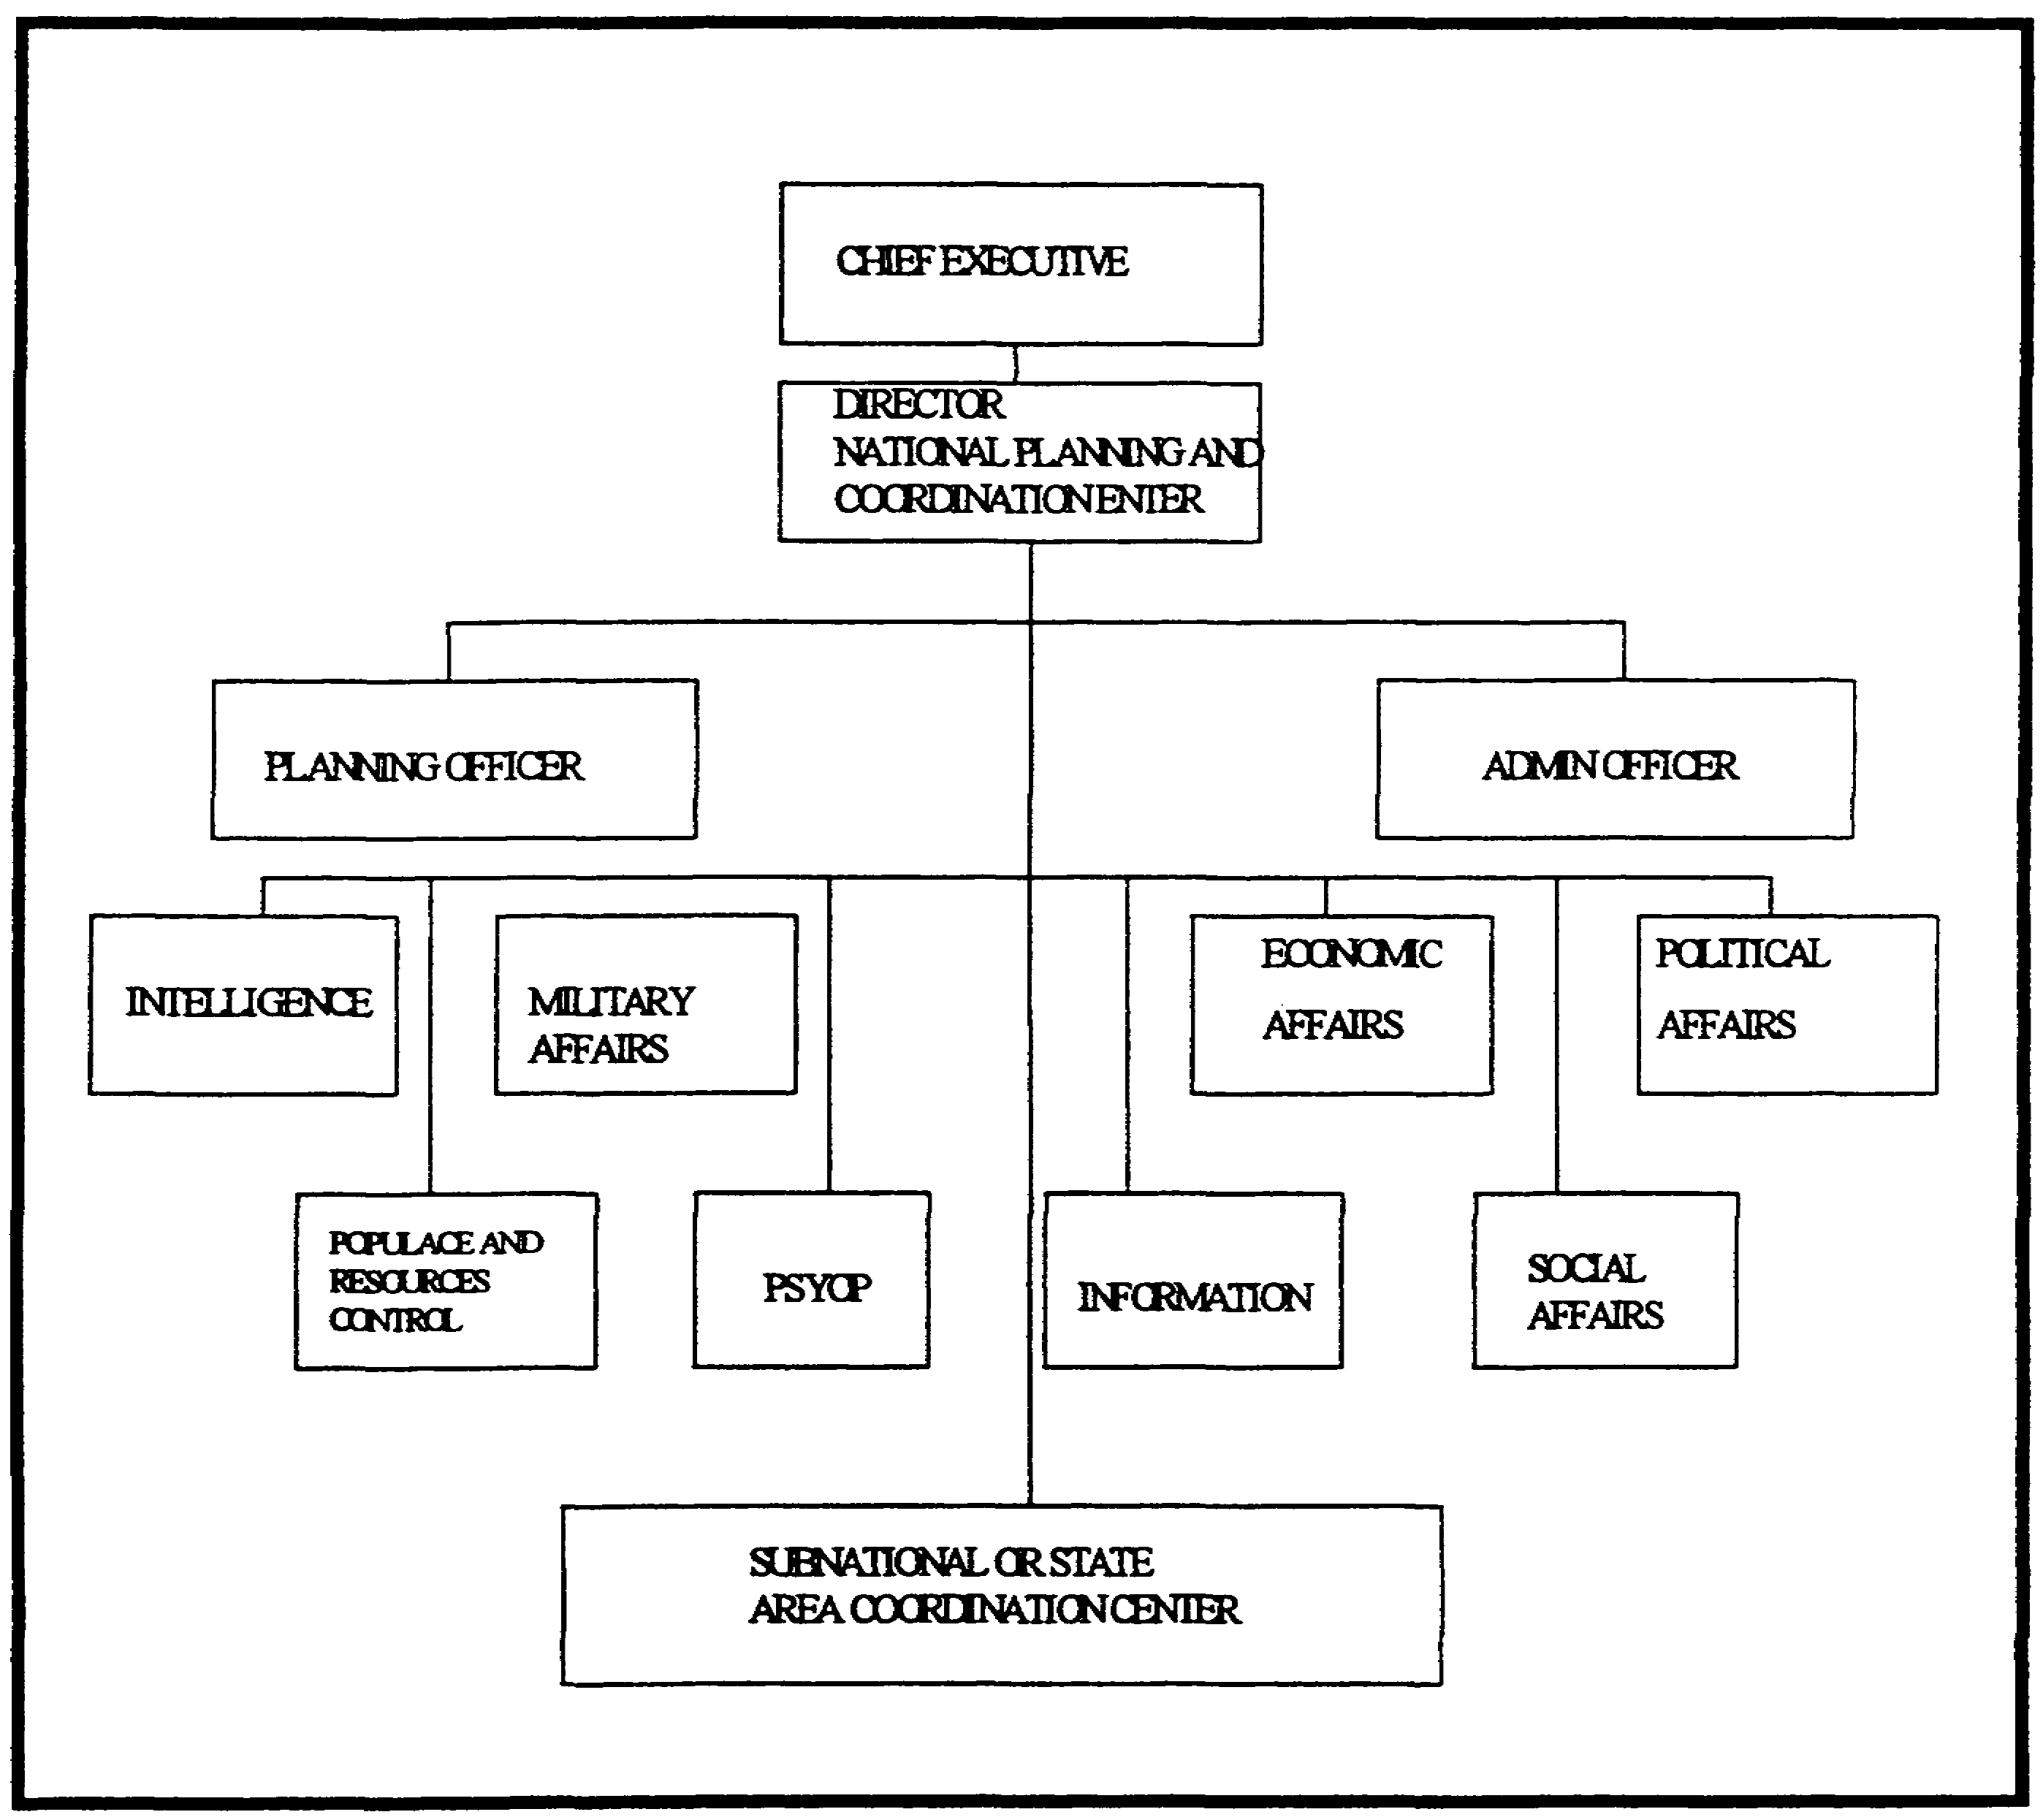 CHIEF EXECUTIVE
DIRECTOR
NATIONAL PLANNING AND
COORDINATION ENTER
PLANNING OFFICER
ADMIN OFFICER
INTELLIGENCE
MILITARY
AFFAIRS
ECONOMIC
AFFAIRS
POLITICAL
AFFAIRS
POPULACE AND
RESOURCES
CONTROL
PSYOP
INFORMATION
SOCIAL
AFFAIRS
SUBNATIONAL OR STATE
AREA COORDINATION CENTER